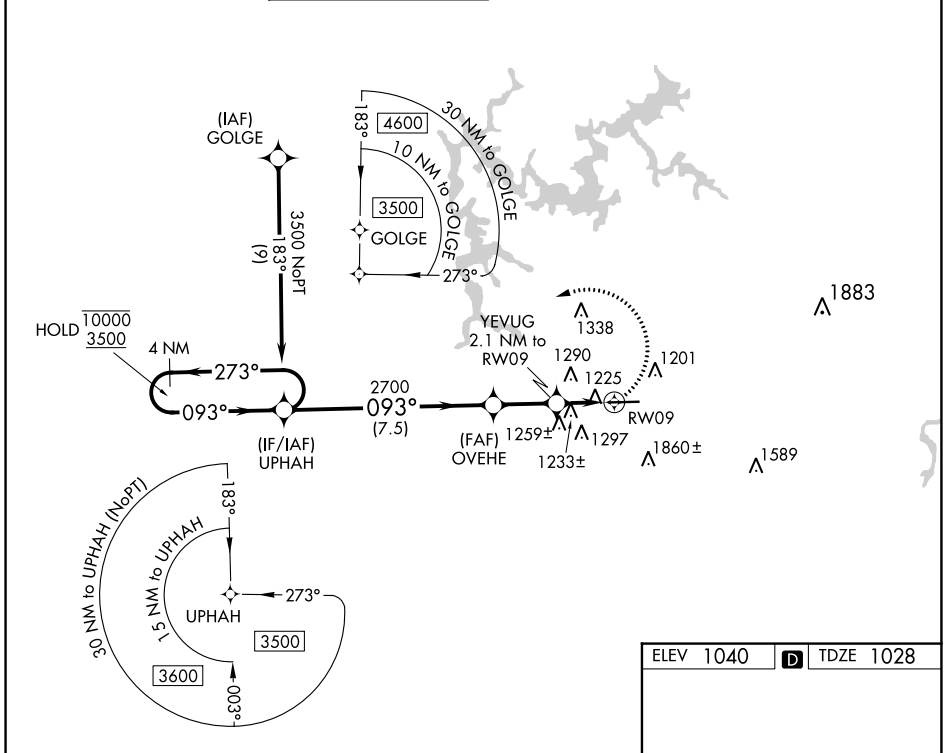 (IAF)
GOLGE
183°
4600
30 NM to GOLGE
10 NM to GOLGE
3500
GOLGE
273°
3500 NoPT
183°
(9)
1883
HOLD 10000
3500
4 NM
273°
093°
(IF/IAF)
UPHAH
2700
093°
(7.5)
(FAF)
OVEHE
YEVUG
2.1 NM to
RW09
1338
1290
1225
1201
RW09
1259±
1233±
1297
1860±
1589
30 NM to UPHAH (NoPT)
15 NM to UPHAH
183°
273°
UPHAH
3500
3600
003°
ELEV 1040 D TDZE 1028